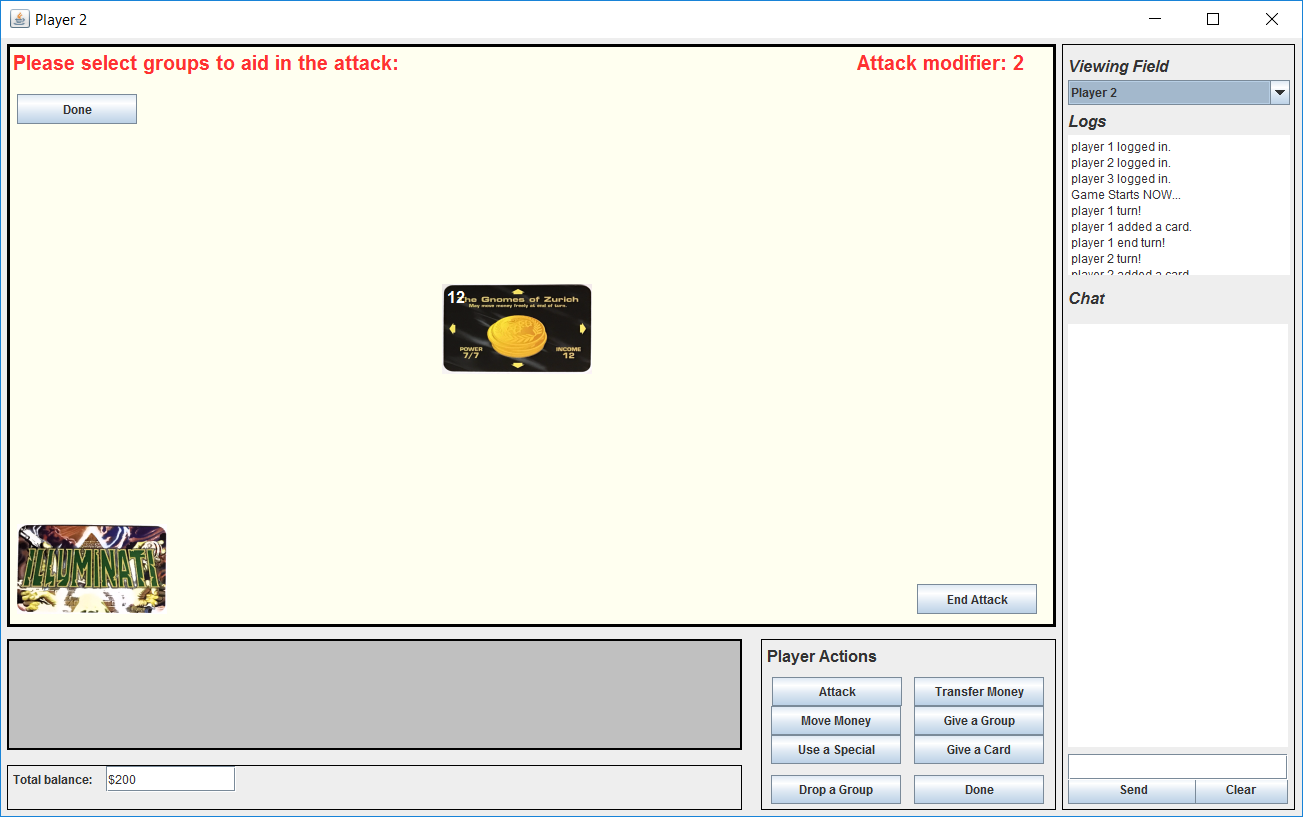 Player 2
Please select groups to aid in the attack:
Attack modifier: 2
Done
12
The Gnomes of Zurich
May move money freely at end of turn.
POWER
7/7
INCOME
12
ILLUMINATI
End Attack
Total balance:
$200
Player Actions
Attack
Transfer Money
Move Money
Give a Group
Use a Special
Give a Card
Drop a Group
Done
Viewing Field
Player 2
Logs
player 1 logged in.
player 2 logged in.
player 3 logged in.
Game Starts NOW...
player 1 turn!
player 1 added a card.
player 1 end turn!
player 2 turn!
player 2 added a card
Chat
Send
Clear